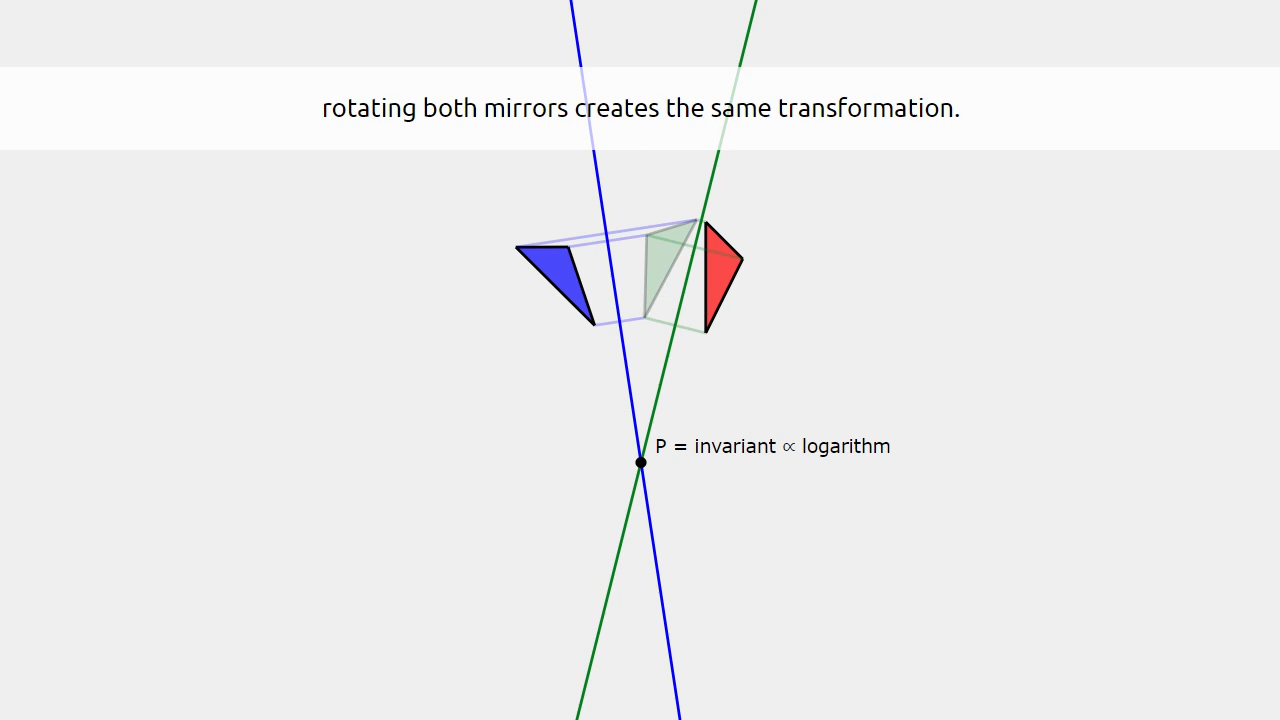 rotating both mirrors creates the same transformation.
P = invariant ∝ logarithm